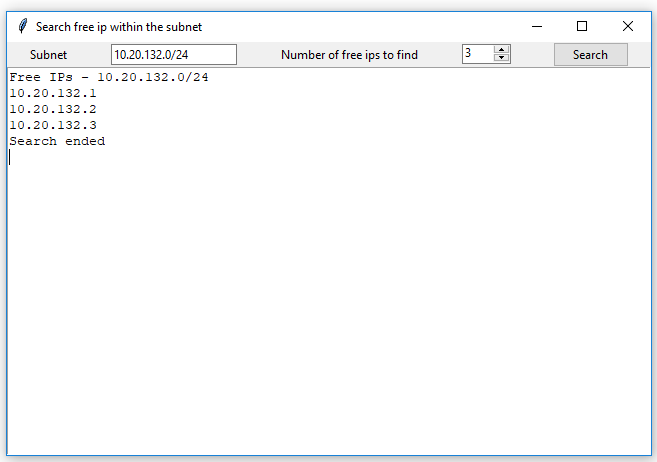 Search free ip within the subnet
Subnet 10.20.132.0/24 Number of free ips to find 3 Search
Free IPs - 10.20.132.0/24
10.20.132.1
10.20.132.2
10.20.132.3
Search ended